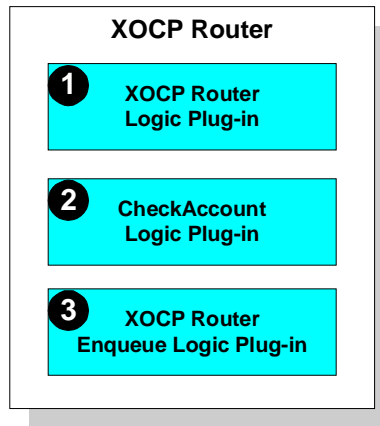 XOCP Router
1
XOCP Router
Logic Plug-in
2
CheckAccount
Logic Plug-in
3
XOCP Router
Enqueue Logic Plug-in